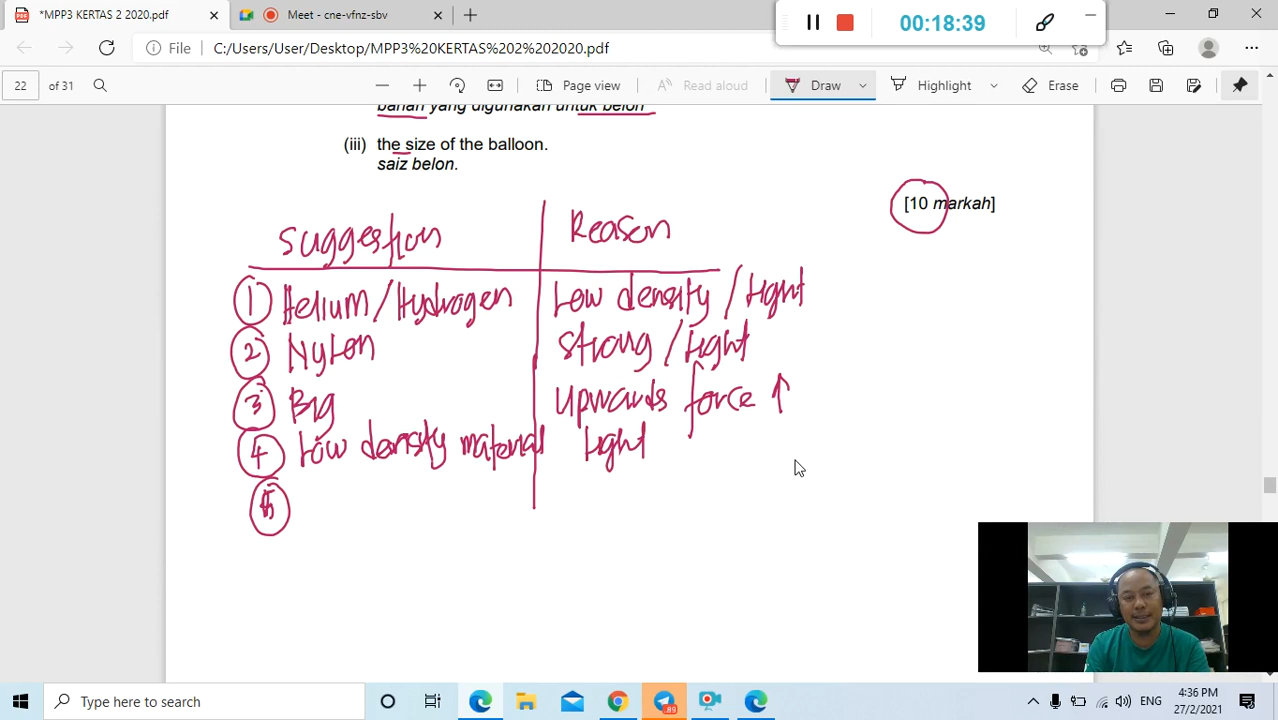 *MPP3 KERTAS 2 2020.pdf
Meet - cne-vfnz-sbv
00:18:39
File
C:/Users/User/Desktop/MPP3%20KERTAS%202%202020.pdf
22 of 31
Page view
Read aloud
Draw
Highlight
Erase
bahan yang digunakan untuk belon
(iii) the size of the balloon.
saiz belon.
[10 markah]
Suggestion Reason
1 Helium/Hydrogen Low density / Light
2 Nylon Strong / Light
3 Big Upwards force ↑
4 Low density material Light
5
Type here to search
.89
ENG
4:36 PM
27/2/2021